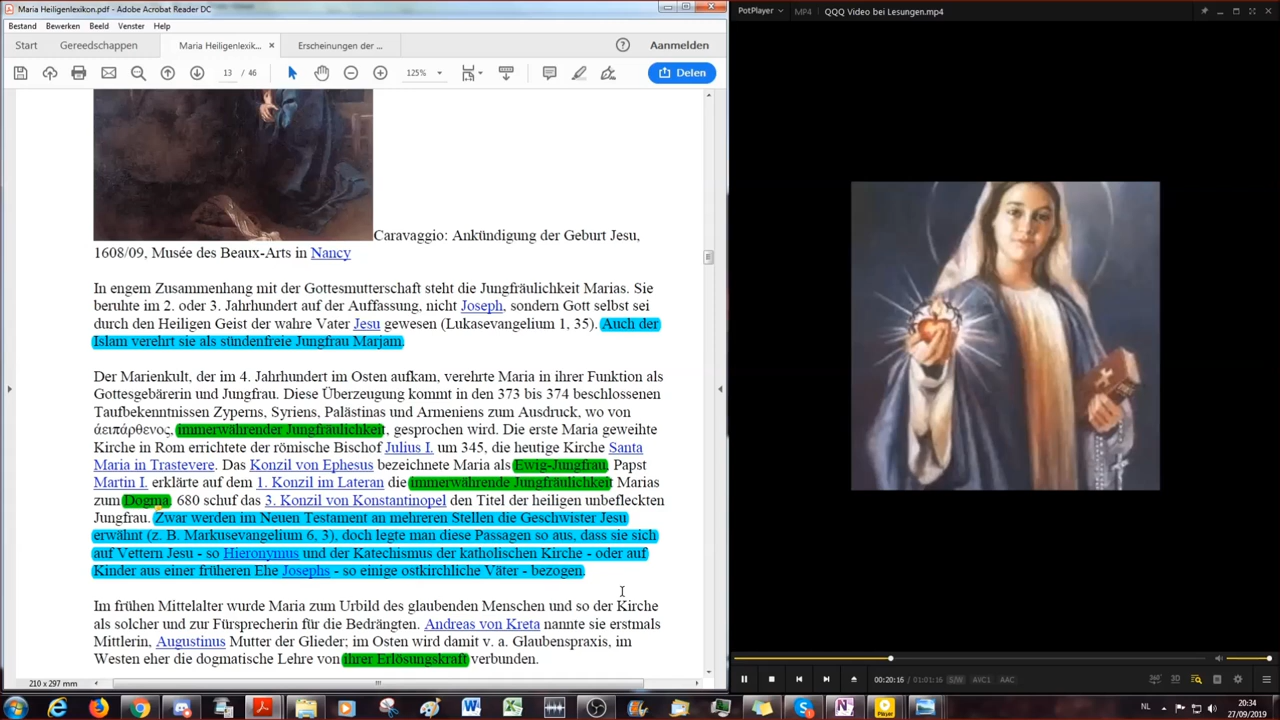 Maria Heiligenlexikon.pdf - Adobe Acrobat Reader DC
Bestand Bewerken Beeld Venster Help
Start Gereedschappen Maria Heiligenlexik... × Erscheinungen der ... Aanmelden
13 / 46 125% Delen
Caravaggio: Ankündigung der Geburt Jesu,
1608/09, Musée des Beaux-Arts in Nancy
In engem Zusammenhang mit der Gottesmutterschaft steht die Jungfräulichkeit Marias. Sie
beruhte im 2. oder 3. Jahrhundert auf der Auffassung, nicht Joseph, sondern Gott selbst sei
durch den Heiligen Geist der wahre Vater Jesu gewesen (Lukasevangelium 1, 35). Auch der
Islam verehrt sie als sündenfreie Jungfrau Marjam.
Der Marienkult, der im 4. Jahrhundert im Osten aufkam, verehrte Maria in ihrer Funktion als
Gottesgebärerin und Jungfrau. Diese Überzeugung kommt in den 373 bis 374 beschlossenen
Taufbekenntnissen Zyperns, Syriens, Palästinas und Armeniens zum Ausdruck, wo von
άειπάρθενος, immerwährender Jungfräulichkeit, gesprochen wird. Die erste Maria geweihte
Kirche in Rom errichtete der römische Bischof Julius I. um 345, die heutige Kirche Santa
Maria in Trastevere. Das Konzil von Ephesus bezeichnete Maria als Ewig-Jungfrau. Papst
Martin I. erklärte auf dem 1. Konzil im Lateran die immerwährende Jungfräulichkeit Marias
zum Dogma. 680 schuf das 3. Konzil von Konstantinopel den Titel der heiligen unbefleckten
Jungfrau. Zwar werden im Neuen Testament an mehreren Stellen die Geschwister Jesu
erwähnt (z. B. Markusevangelium 6, 3), doch legte man diese Passagen so aus, dass sie sich
auf Vettern Jesu - so Hieronymus und der Katechismus der katholischen Kirche - oder auf
Kinder aus einer früheren Ehe Josephs - so einige ostkirchliche Väter - bezogen.
Im frühen Mittelalter wurde Maria zum Urbild des glaubenden Menschen und so der Kirche
als solcher und zur Fürsprecherin für die Bedrängten. Andreas von Kreta nannte sie erstmals
Mittlerin, Augustinus Mutter der Glieder; im Osten wird damit v. a. Glaubenspraxis, im
Westen eher die dogmatische Lehre von ihrer Erlösungskraft verbunden.
210 x 297 mm
PotPlayer MP4 QQQ Video bei Lesungen.mp4
00:20:16 / 01:01:16 S/W AVC1 AAC
3D
NL 20:34
27/09/2019